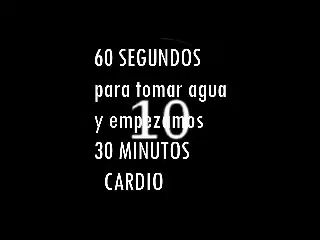 60 SEGUNDOS
para tomar agua
y empezamos
10
30 MINUTOS
CARDIO